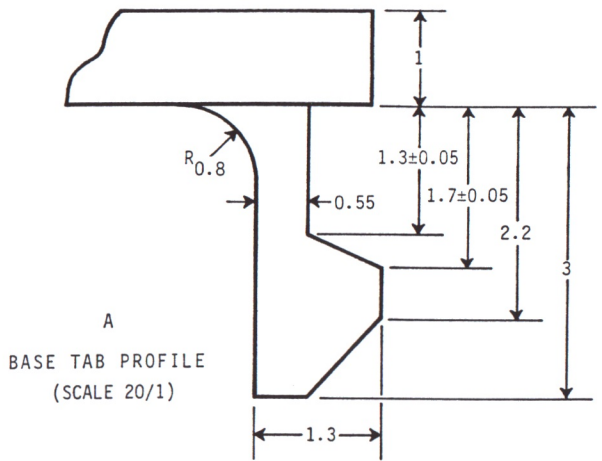 1
R0.8
1.3±0.05
0.55
1.7±0.05
2.2
3
A
BASE TAB PROFILE
(SCALE 20/1)
1.3